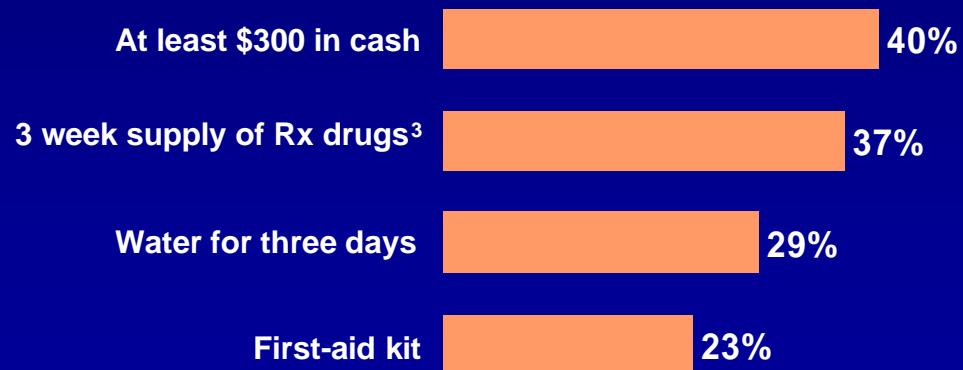 At least $300 in cash 40%
3 week supply of Rx drugs³ 37%
Water for three days 29%
First-aid kit 23%